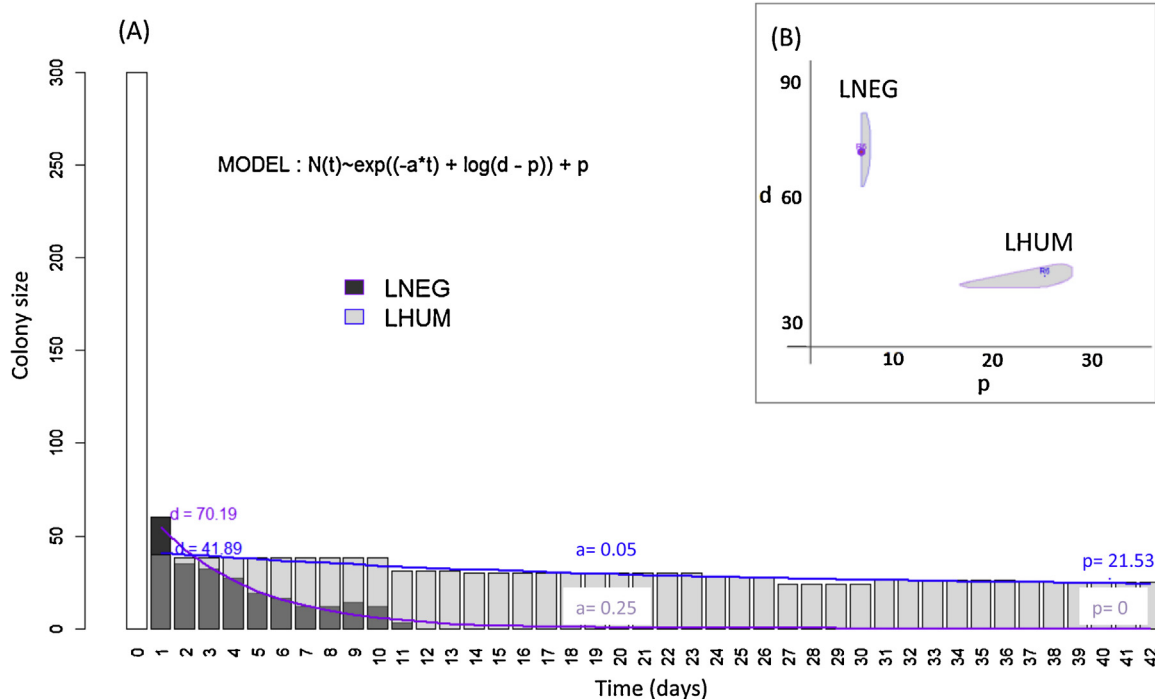 (A)
300
250
200
150
100
50
0
Colony size
MODEL : N(t)~exp((-a*t) + log(d - p)) + p
LNEG
LHUM
d = 70.19
d = 41.89
a= 0.05
p= 21.53
a= 0.25
p= 0
0 1 2 3 4 5 6 7 8 9 10 11 12 13 14 15 16 17 18 19 20 21 22 23 24 25 26 27 28 29 30 31 32 33 34 35 36 37 38 39 40 41 42
Time (days)
(B)
90
LNEG
d 60
LHUM
30
10 20 30
p